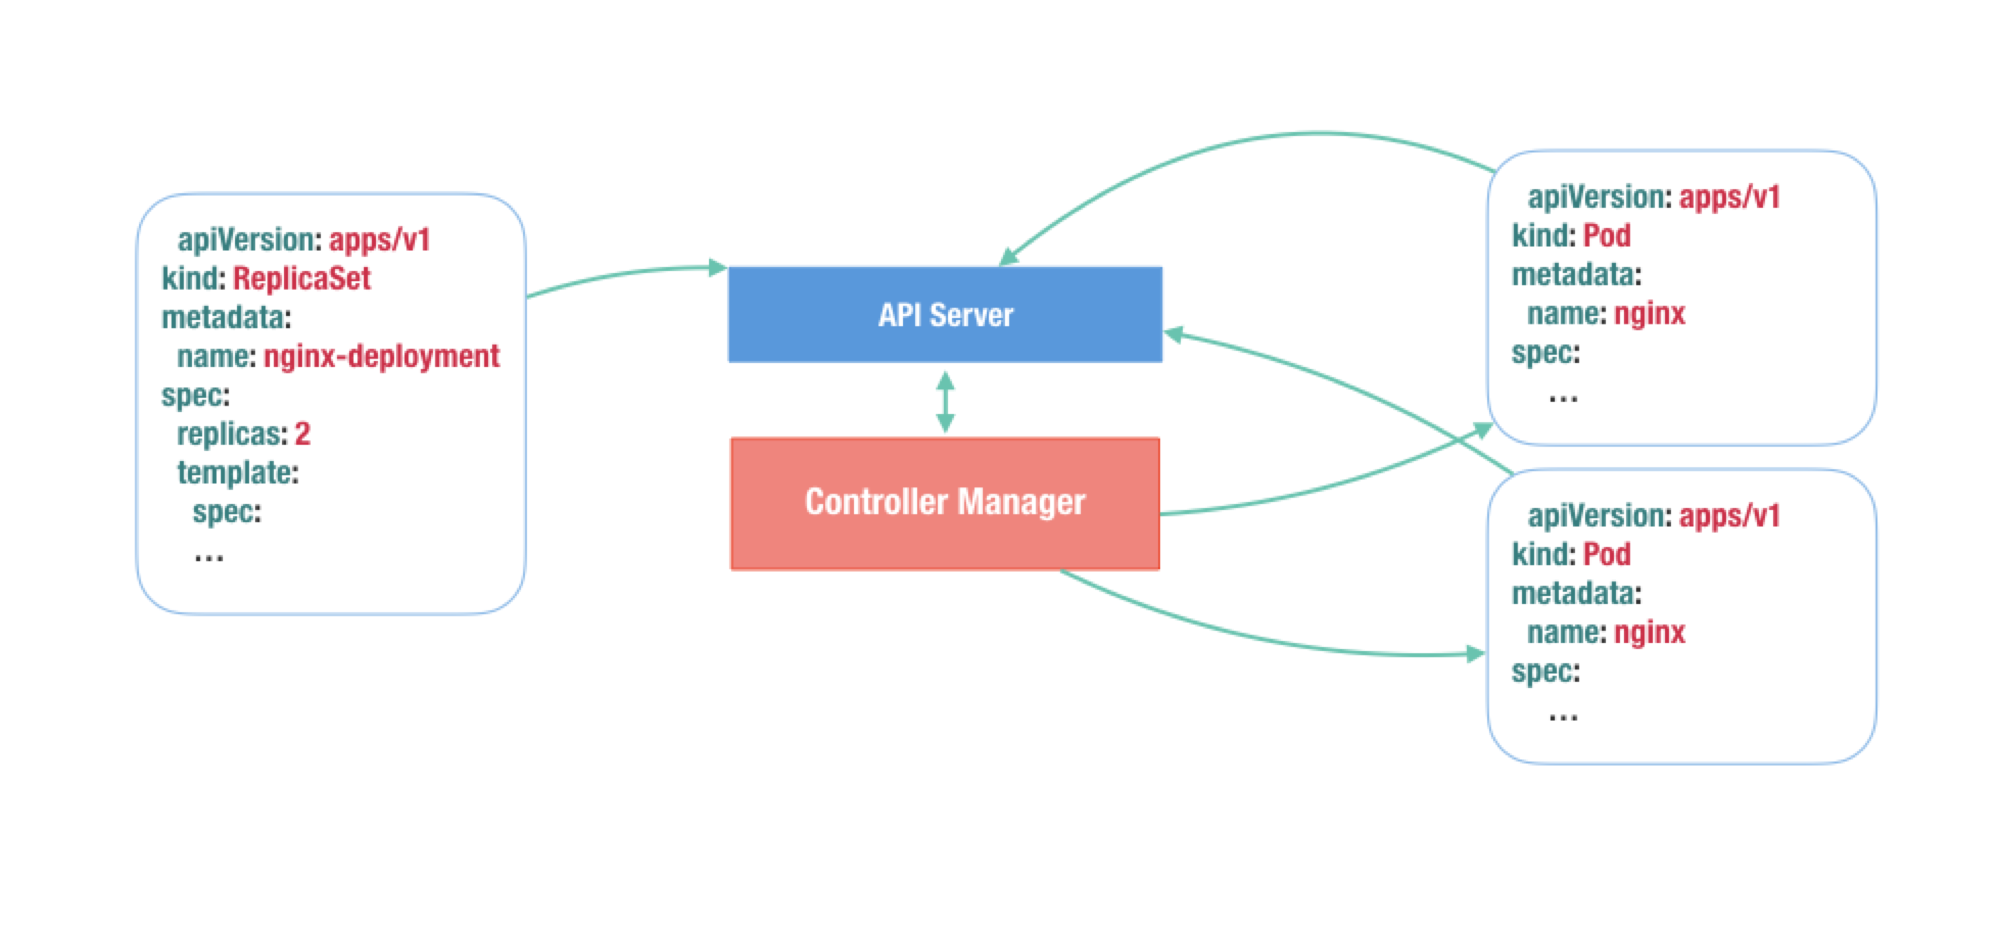 apiVersion: apps/v1
kind: ReplicaSet
metadata:
name: nginx-deployment
spec:
replicas: 2
template:
spec:
...
API Server
Controller Manager
apiVersion: apps/v1
kind: Pod
metadata:
name: nginx
spec:
...
apiVersion: apps/v1
kind: Pod
metadata:
name: nginx
spec:
...